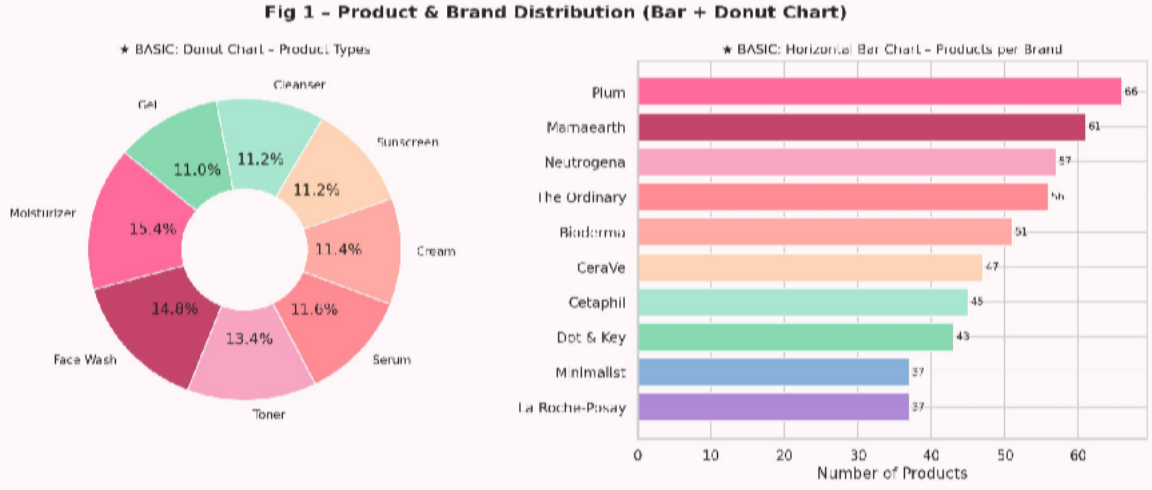 Fig 1 – Product & Brand Distribution (Bar + Donut Chart)
★ BASIC: Donut Chart – Product Types
Cleanser
Gel
Sunscreen
11.2%
11.0%
11.2%
Moisturizer
15.4%
11.4%
Cream
14.8%
11.6%
13.4%
Face Wash
Serum
Toner
★ BASIC: Horizontal Bar Chart – Products per Brand
Plum 66
Mamaearth 61
Neutrogena 57
The Ordinary 56
Bioderma 51
CeraVe 47
Cetaphil 45
Dot & Key 43
Minimalist 37
La Roche-Posay 37
0 10 20 30 40 50 60
Number of Products